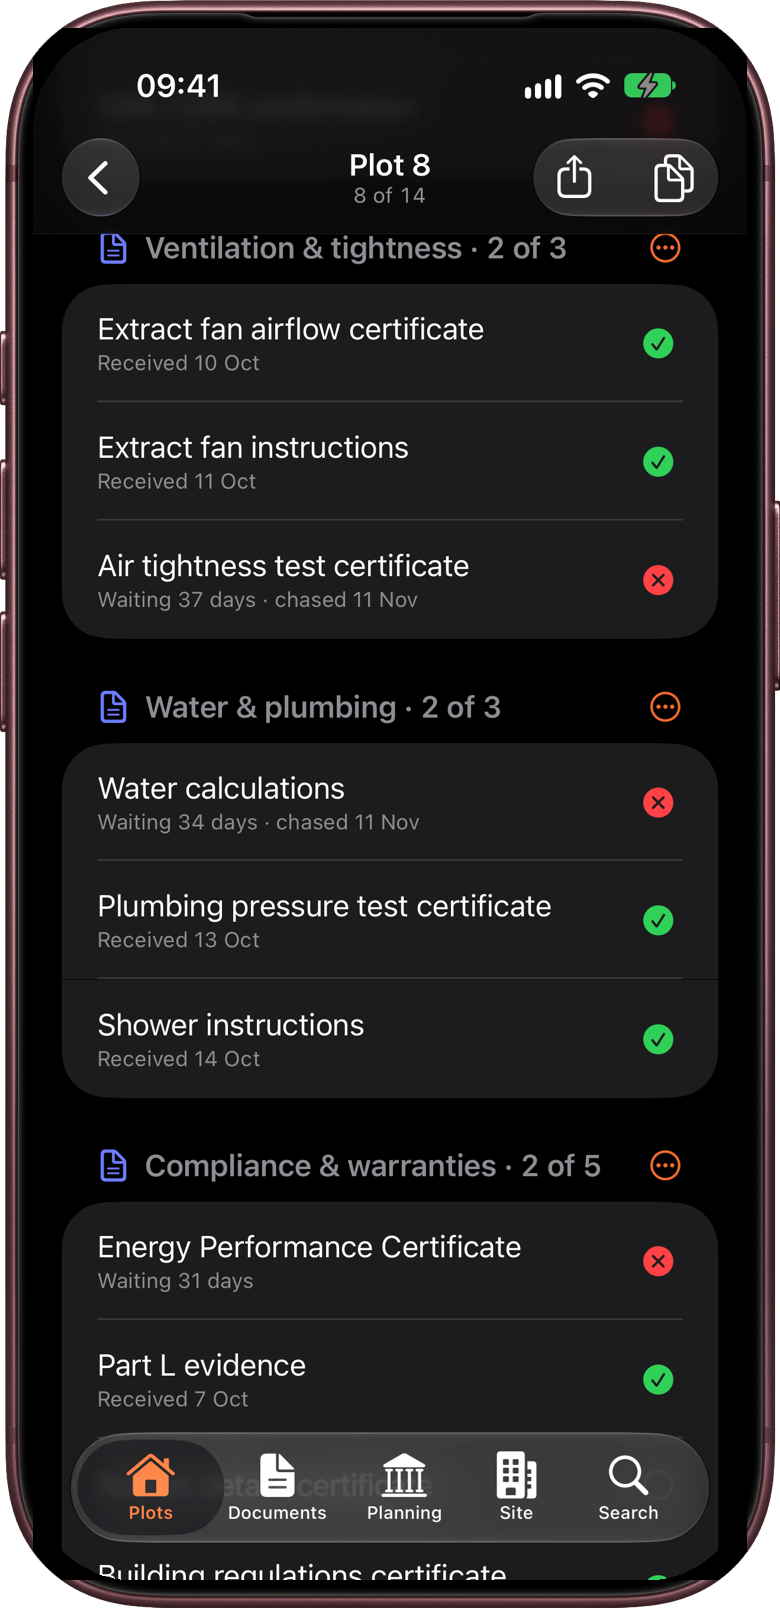 09:41
Plot 8
8 of 14
Ventilation & tightness · 2 of 3
Extract fan airflow certificate
Received 10 Oct
Extract fan instructions
Received 11 Oct
Air tightness test certificate
Waiting 37 days · chased 11 Nov
Water & plumbing · 2 of 3
Water calculations
Waiting 34 days · chased 11 Nov
Plumbing pressure test certificate
Received 13 Oct
Shower instructions
Received 14 Oct
Compliance & warranties · 2 of 5
Energy Performance Certificate
Waiting 31 days
Part L evidence
Received 7 Oct
Plots
Documents
Planning
Site
Search
Building regulations certificate